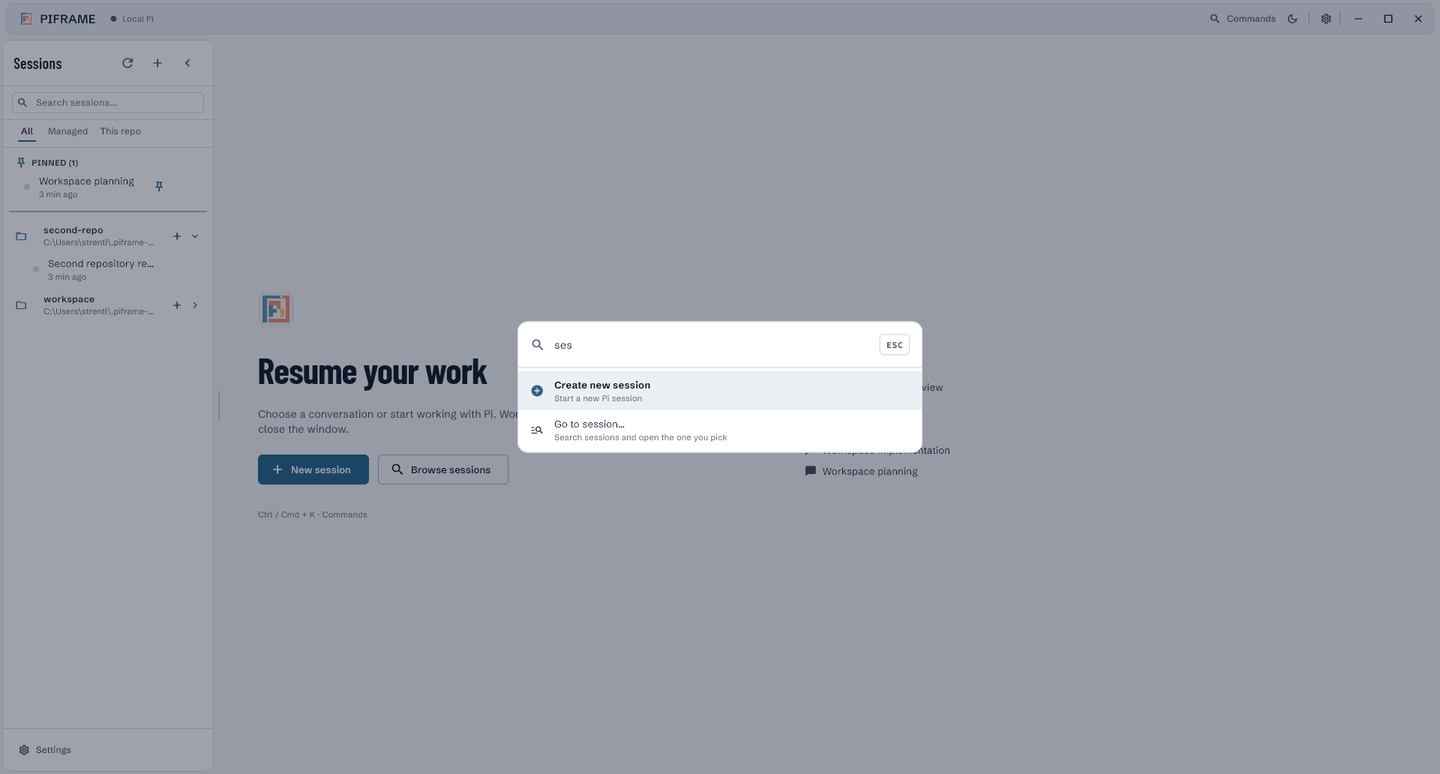 PIFRAME
Local Pi
Commands
Sessions
Search sessions...
All Managed This repo
PINNED (1)
Workspace planning
3 min ago
second-repo
C:\Users\strenti\.piframe-...
Second repository re...
3 min ago
workspace
C:\Users\strenti\.piframe-...
Settings
Resume your work
Choose a conversation or start working with Pi.
close the window.
New session
Browse sessions
Ctrl / Cmd + K · Commands
ses
ESC
Create new session
Start a new Pi session
Go to session...
Search sessions and open the one you pick
Workspace planning